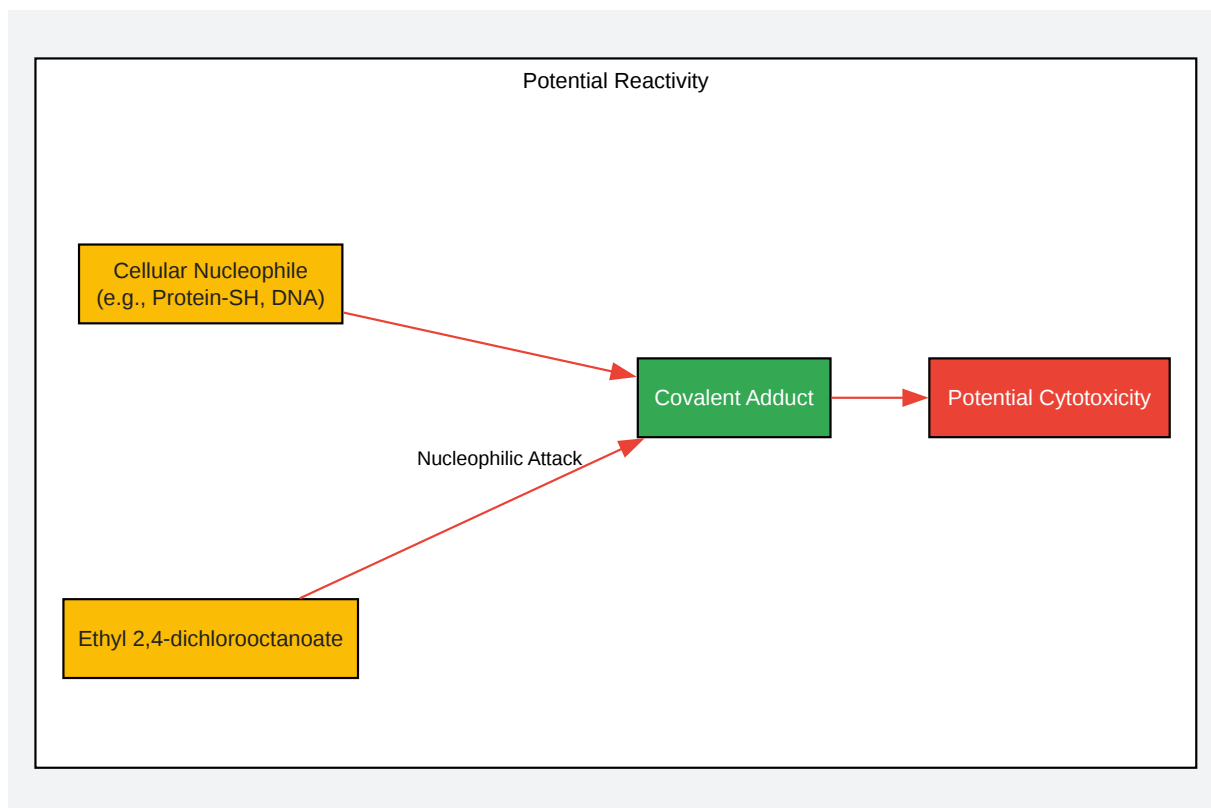 Potential Reactivity
Cellular Nucleophile
(e.g., Protein-SH, DNA)
Covalent Adduct
Potential Cytotoxicity
Nucleophilic Attack
Ethyl 2,4-dichlorooctanoate